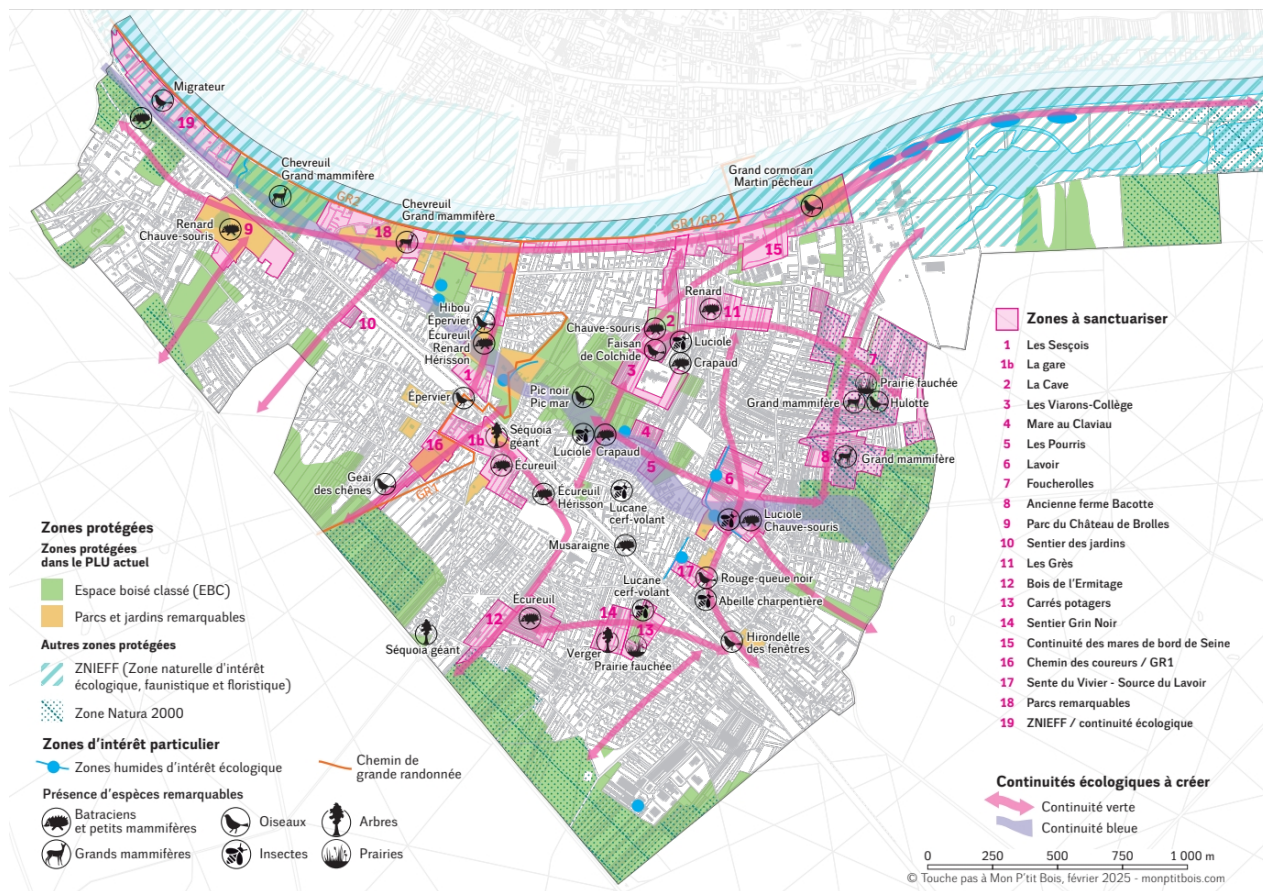 Migrateur
19
Chevreuil
Grand mammifère
GR2
Chevreuil
Grand mammifère
Grand cormoran
Martin pêcheur
GR1/GR2
Renard
Chauve-souris
9
18
15
10
Hibou
Épervier
Écureuil
Renard
Hérisson
Renard
11
Chauve-souris
2
Faisan
de Colchide
Luciole
Crapaud
3
1
7
Prairie fauchée
Grand mammifère
Hulotte
Épervier
Pic noir
Pic mar
1b
Séquoia
géant
16
4
Luciole
Crapaud
5
6
8
Grand mammifère
Écureuil
Geai
des chênes
GR1
Écureuil
Hérisson
Lucane
cerf-volant
Luciole
Chauve-souris
Musaraigne
17
Rouge-queue noir
Lucane
cerf-volant
Abeille charpentière
Écureuil
12
14
13
Séquoia géant
Verger
Prairie fauchée
Hirondelle
des fenêtres
Zones protégées
Zones protégées
dans le PLU actuel
Espace boisé classé (EBC)
Parcs et jardins remarquables
Autres zones protégées
ZNIEFF (Zone naturelle d'intérêt
écologique, faunistique et floristique)
Zone Natura 2000
Zones d'intérêt particulier
Zones humides d'intérêt écologique
Chemin de
grande randonnée
Présence d'espèces remarquables
Batraciens
et petits mammifères
Oiseaux
Arbres
Grands mammifères
Insectes
Prairies
Zones à sanctuariser
1 Les Sesçois
1b La gare
2 La Cave
3 Les Viarons-Collège
4 Mare au Claviau
5 Les Pourris
6 Lavoir
7 Foucherolles
8 Ancienne ferme Bacotte
9 Parc du Château de Brolles
10 Sentier des jardins
11 Les Grès
12 Bois de l'Ermitage
13 Carrés potagers
14 Sentier Grin Noir
15 Continuité des mares de bord de Seine
16 Chemin des coureurs / GR1
17 Sente du Vivier - Source du Lavoir
18 Parcs remarquables
19 ZNIEFF / continuité écologique
Continuités écologiques à créer
Continuité verte
Continuité bleue
0 250 500 750 1 000 m
© Touche pas à Mon P'tit Bois, février 2025 - monptitbois.com